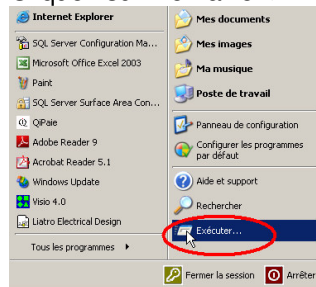 Internet Explorer
SQL Server Configuration Ma...
Microsoft Office Excel 2003
Paint
SQL Server Surface Area Con...
QiPaie
Adobe Reader 9
Acrobat Reader 5.1
Windows Update
Visio 4.0
Liatro Electrical Design
Tous les programmes
Mes documents
Mes images
Ma musique
Poste de travail
Panneau de configuration
Configurer les programmes
par défaut
Aide et support
Rechercher
Exécuter...
Fermer la session
Arrêter